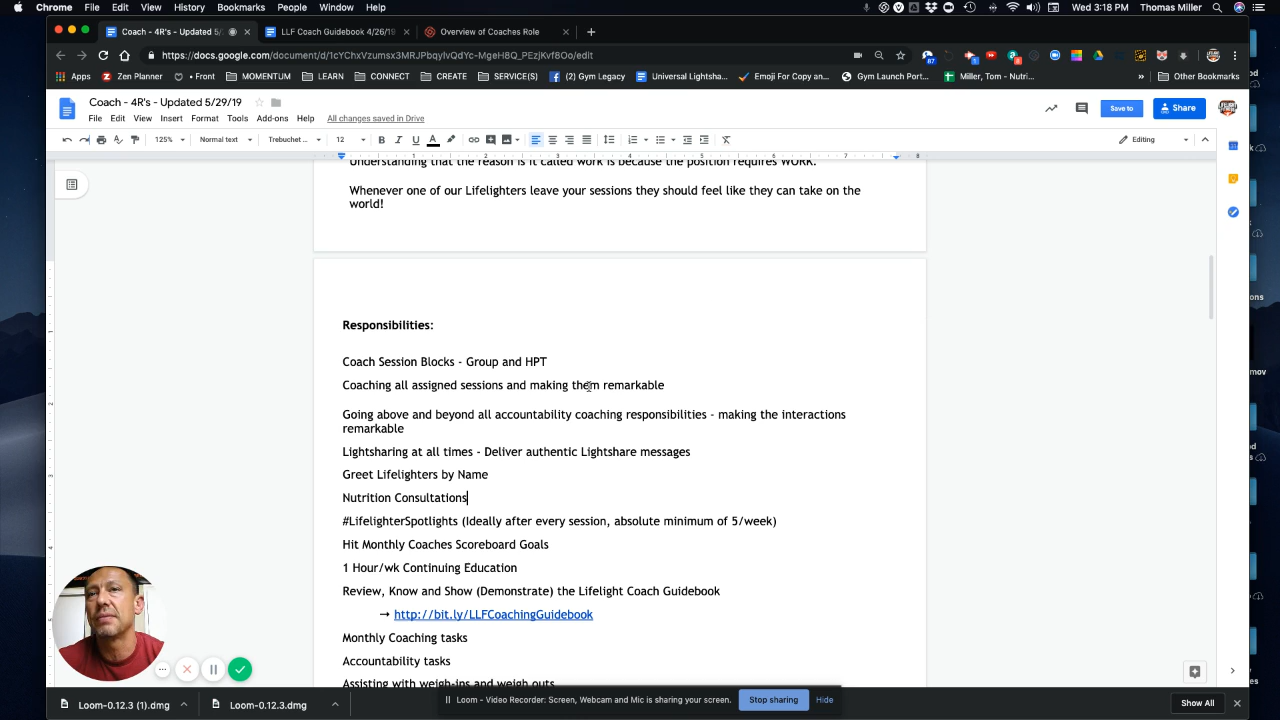 Chrome File Edit View History Bookmarks People Window Help
Wed 3:18 PM Thomas Miller
Coach - 4R's - Updated 5/
LLF Coach Guidebook 4/26/19
Overview of Coaches Role
Apps Zen Planner • Front MOMENTUM LEARN CONNECT CREATE SERVICE(S) (2) Gym Legacy Universal Lightsha... Emoji For Copy an... Gym Launch Port... Miller, Tom - Nutri... » Other Bookmarks
Coach - 4R's - Updated 5/29/19
File Edit View Insert Format Tools Add-ons Help All changes saved in Drive
Save to
Share
125% Normal text Trebuchet ... 12 B I U A Editing
Understanding that the reason is it called work is because the position requires WORK.
Whenever one of our Lifelighters leave your sessions they should feel like they can take on the
world!
Responsibilities:
Coach Session Blocks - Group and HPT
Coaching all assigned sessions and making them remarkable
Going above and beyond all accountability coaching responsibilities - making the interactions
remarkable
Lightsharing at all times - Deliver authentic Lightshare messages
Greet Lifelighters by Name
Nutrition Consultations
#LifelighterSpotlights (Ideally after every session, absolute minimum of 5/week)
Hit Monthly Coaches Scoreboard Goals
1 Hour/wk Continuing Education
Review, Know and Show (Demonstrate) the Lifelight Coach Guidebook
→ http://bit.ly/LLFCoachingGuidebook
Monthly Coaching tasks
Accountability tasks
Assisting with weigh-ins and weigh outs
Loom-0.12.3 (1).dmg
Loom-0.12.3.dmg
Loom - Video Recorder: Screen, Webcam and Mic is sharing your screen.
Stop sharing
Hide
Show All